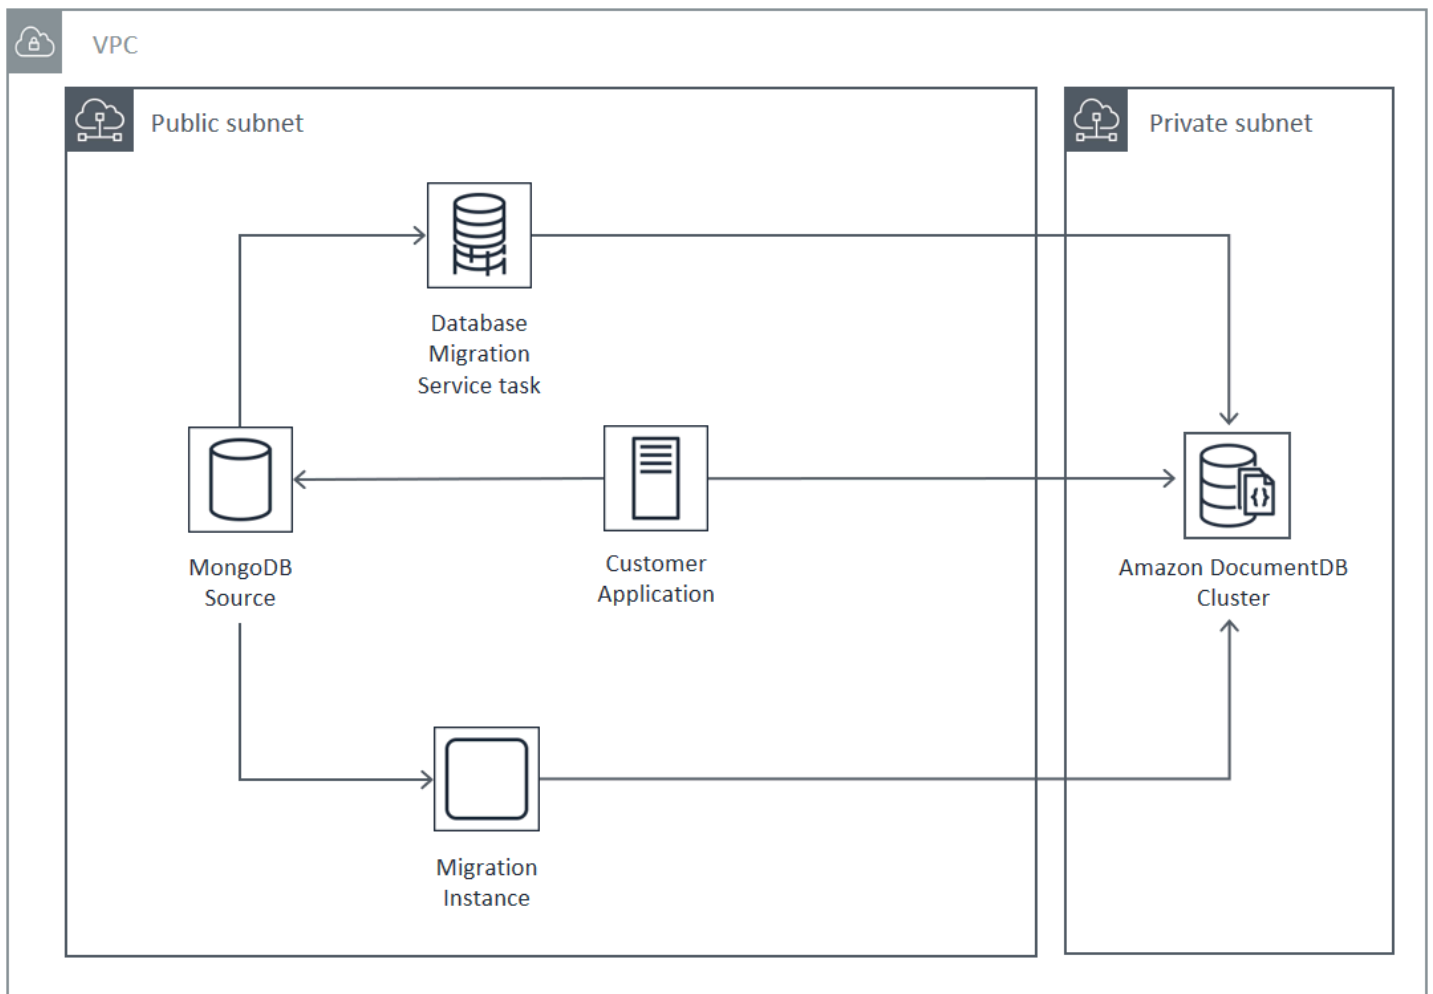 VPC
Public subnet
Private subnet
Database
Migration
Service task
MongoDB
Source
Customer
Application
Amazon DocumentDB
Cluster
Migration
Instance